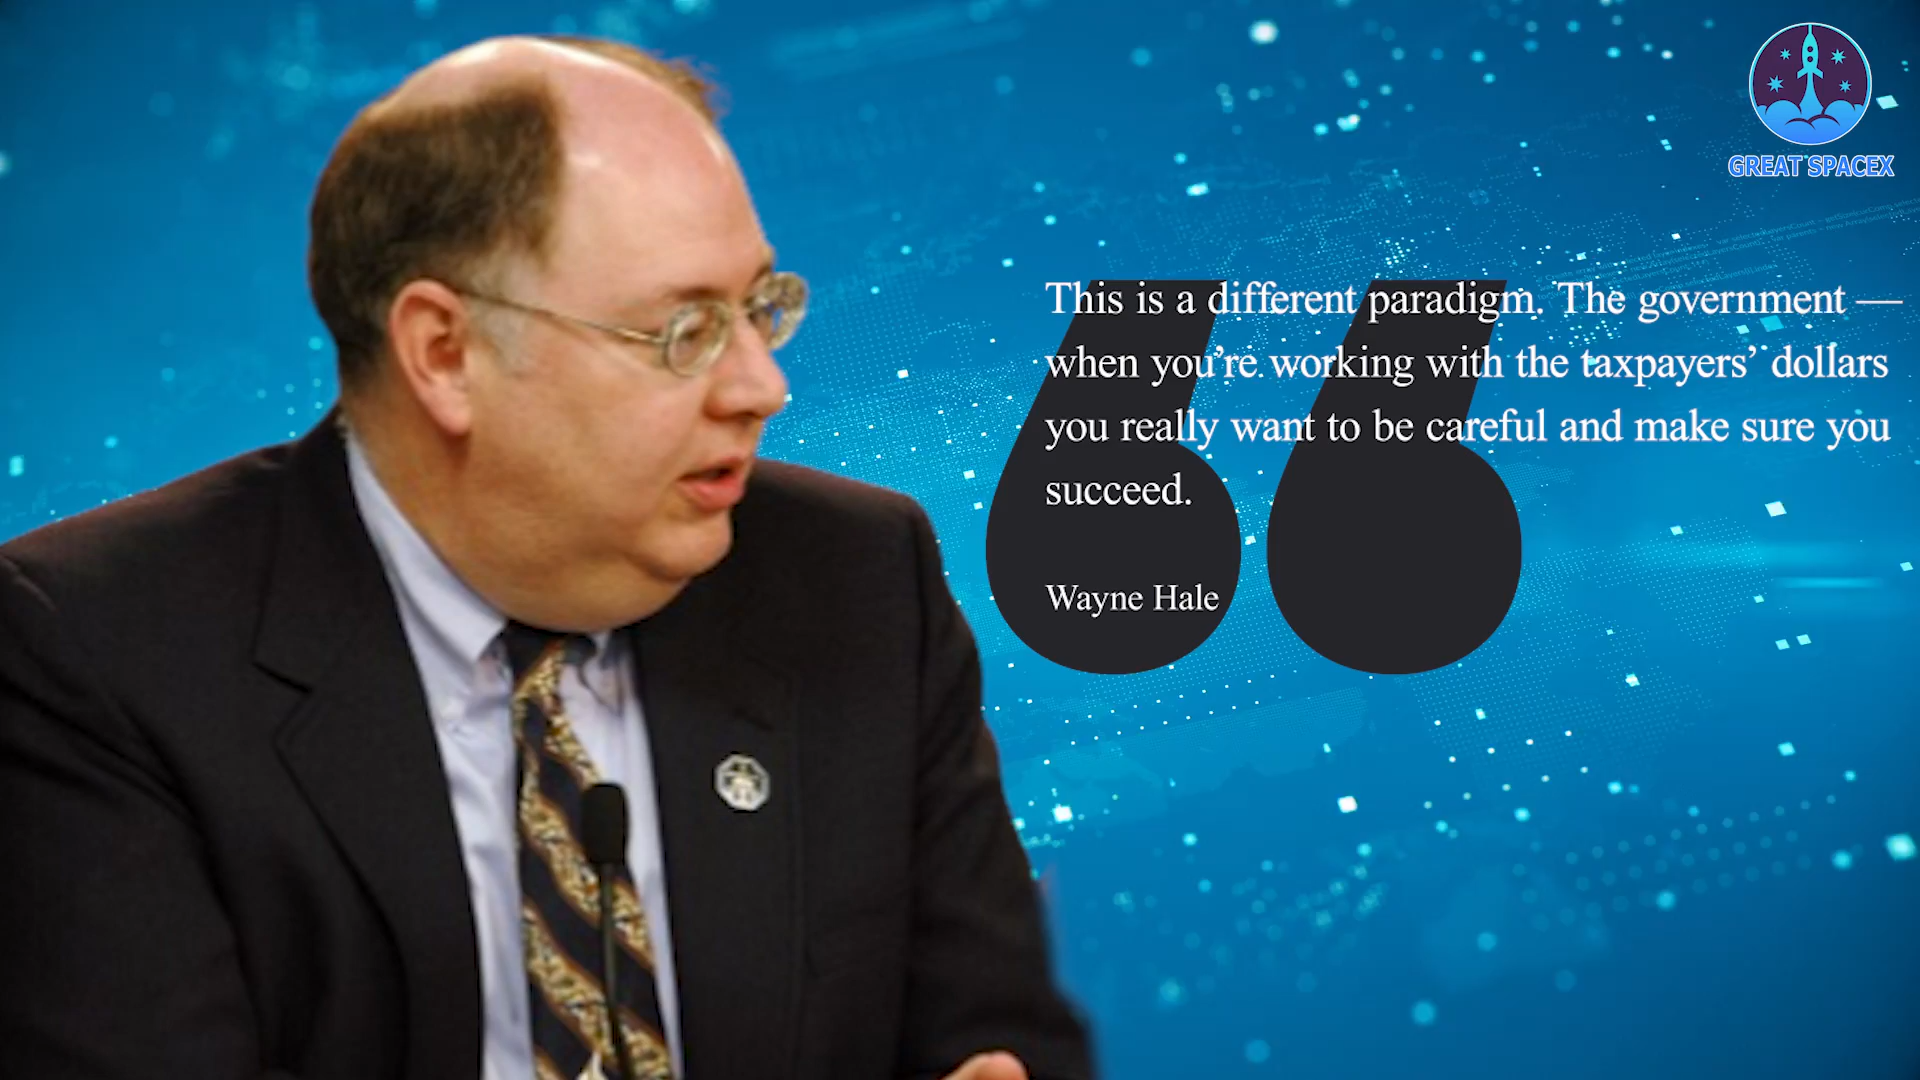 GREAT SPACEX
This is a different paradigm. The government —
when you’re working with the taxpayers’ dollars
you really want to be careful and make sure you
succeed.
Wayne Hale